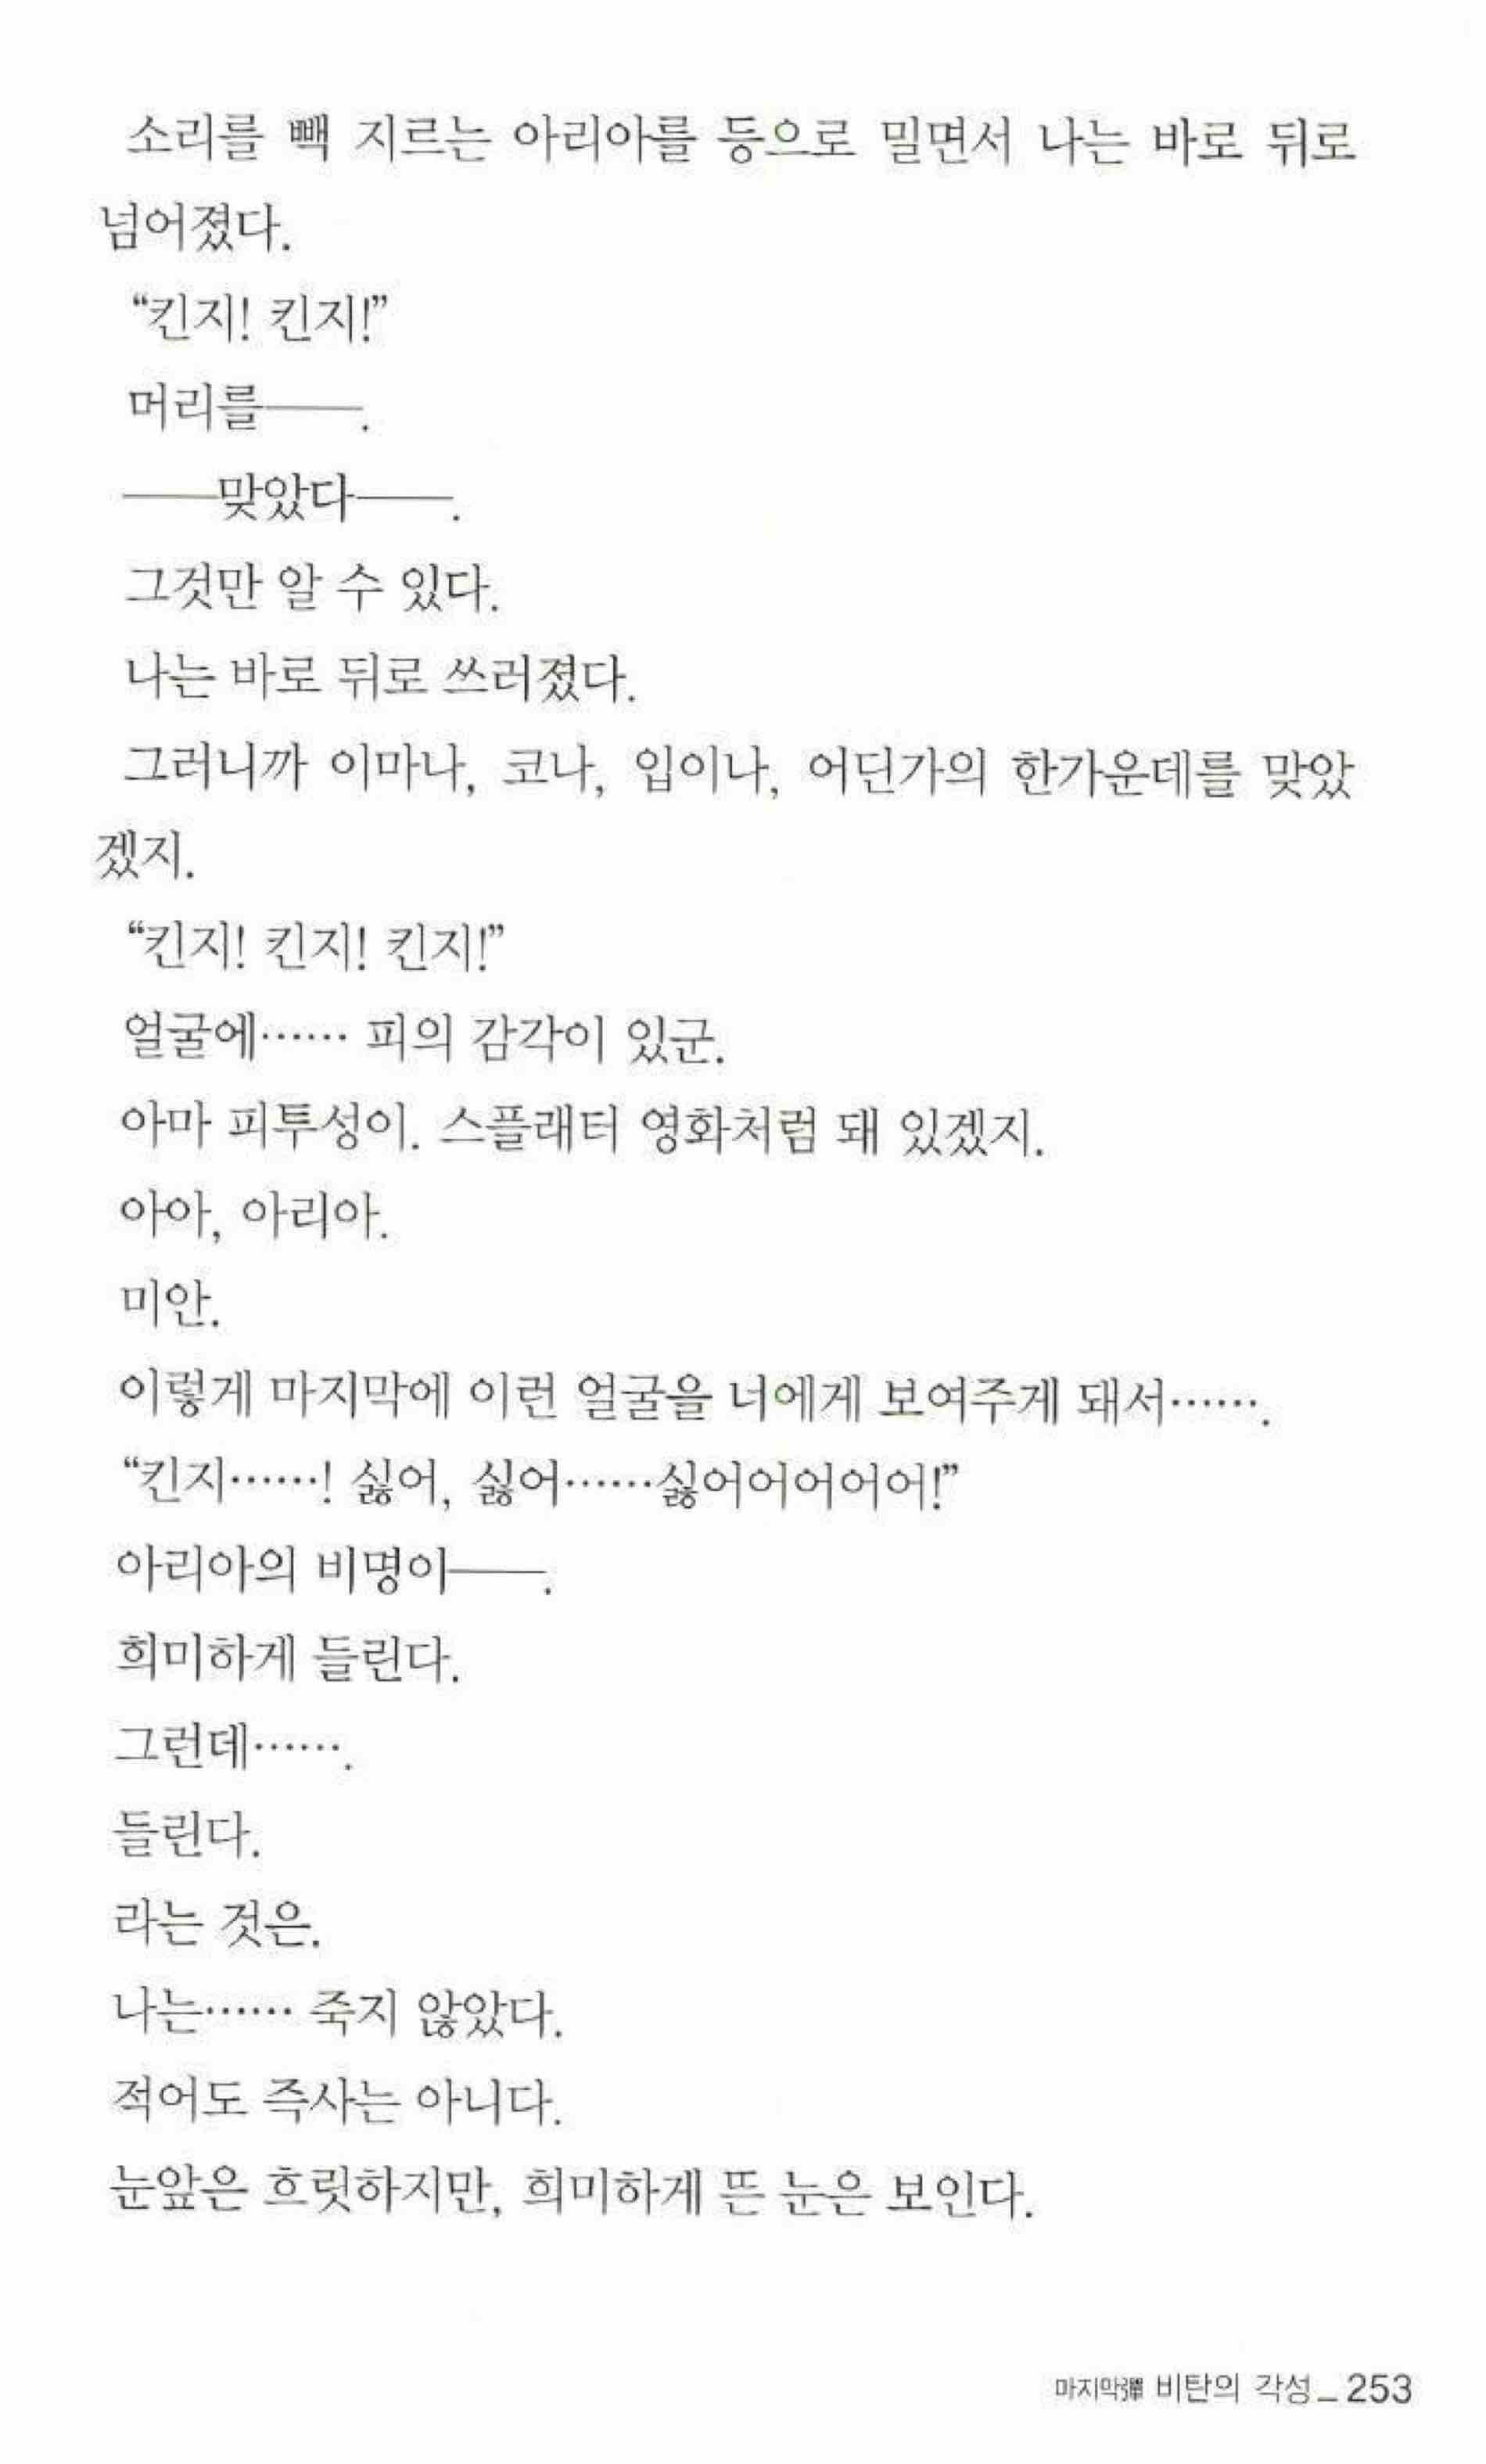 소리를 빽 지르는 아리아를 등으로 밀면서 나는 바로 뒤로
넘어졌다.
“킨지! 킨지!”
머리를――.
――맞았다――.
그것만 알 수 있다.
나는 바로 뒤로 쓰러졌다.
그러니까 이마나, 코나, 입이나, 어딘가의 한가운데를 맞았
겠지.
“킨지! 킨지! 킨지!”
얼굴에…… 피의 감각이 있군.
아마 피투성이. 스플래터 영화처럼 돼 있겠지.
아아, 아리아.
미안.
이렇게 마지막에 이런 얼굴을 너에게 보여주게 돼서…….
“킨지……! 싫어, 싫어……싫어어어어어!”
아리아의 비명이――.
희미하게 들린다.
그런데…….
들린다.
라는 것은.
나는…… 죽지 않았다.
적어도 즉사는 아니다.
눈앞은 흐릿하지만, 희미하게 뜬 눈은 보인다.
마지막彈 비탄의 각성_253